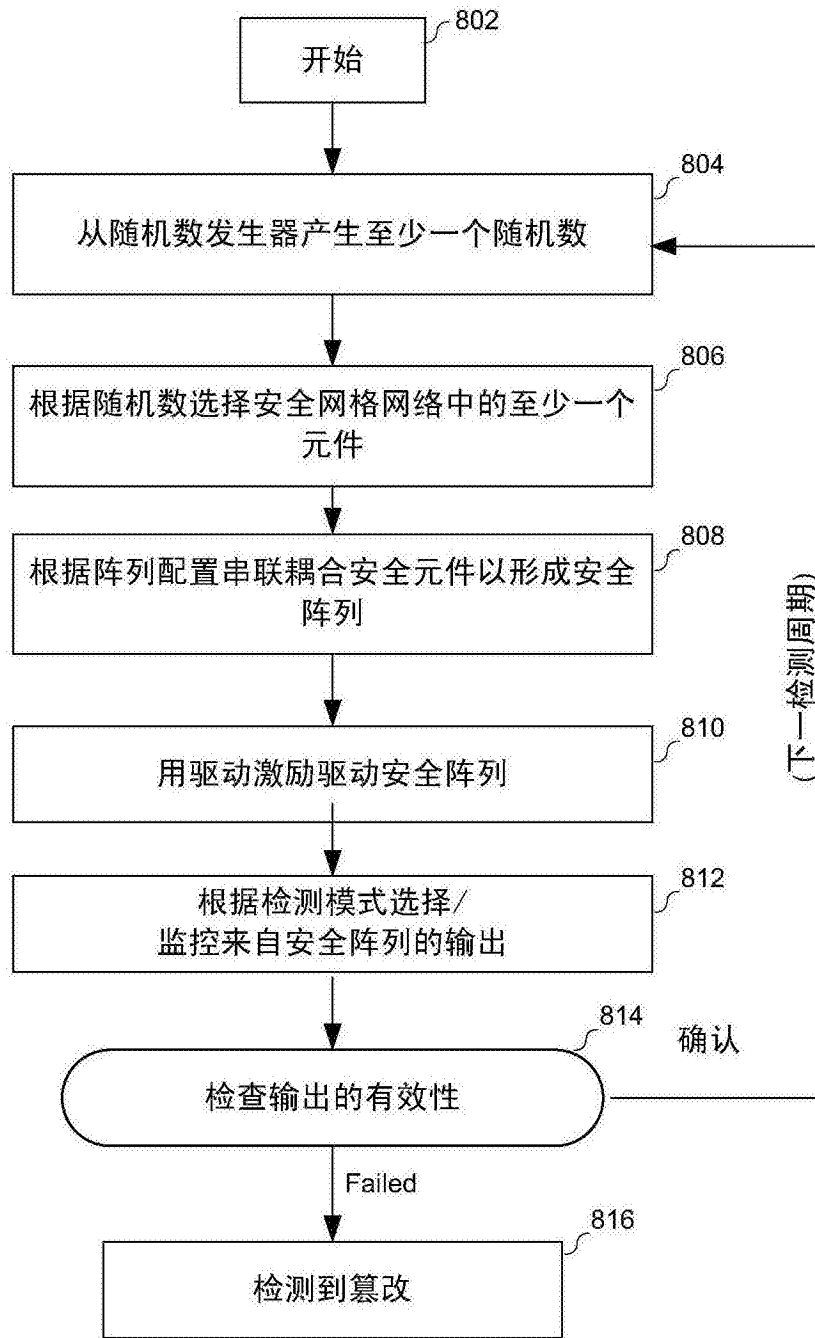 开始
802
从随机数发生器产生至少一个随机数
804
根据随机数选择安全网格网络中的至少一个
元件
806
根据阵列配置串联耦合安全元件以形成安全
阵列
808
用驱动激励驱动安全阵列
810
根据检测模式选择/
监控来自安全阵列的输出
812
检查输出的有效性
814
确认
(下一检测周期)
Failed
检测到篡改
816